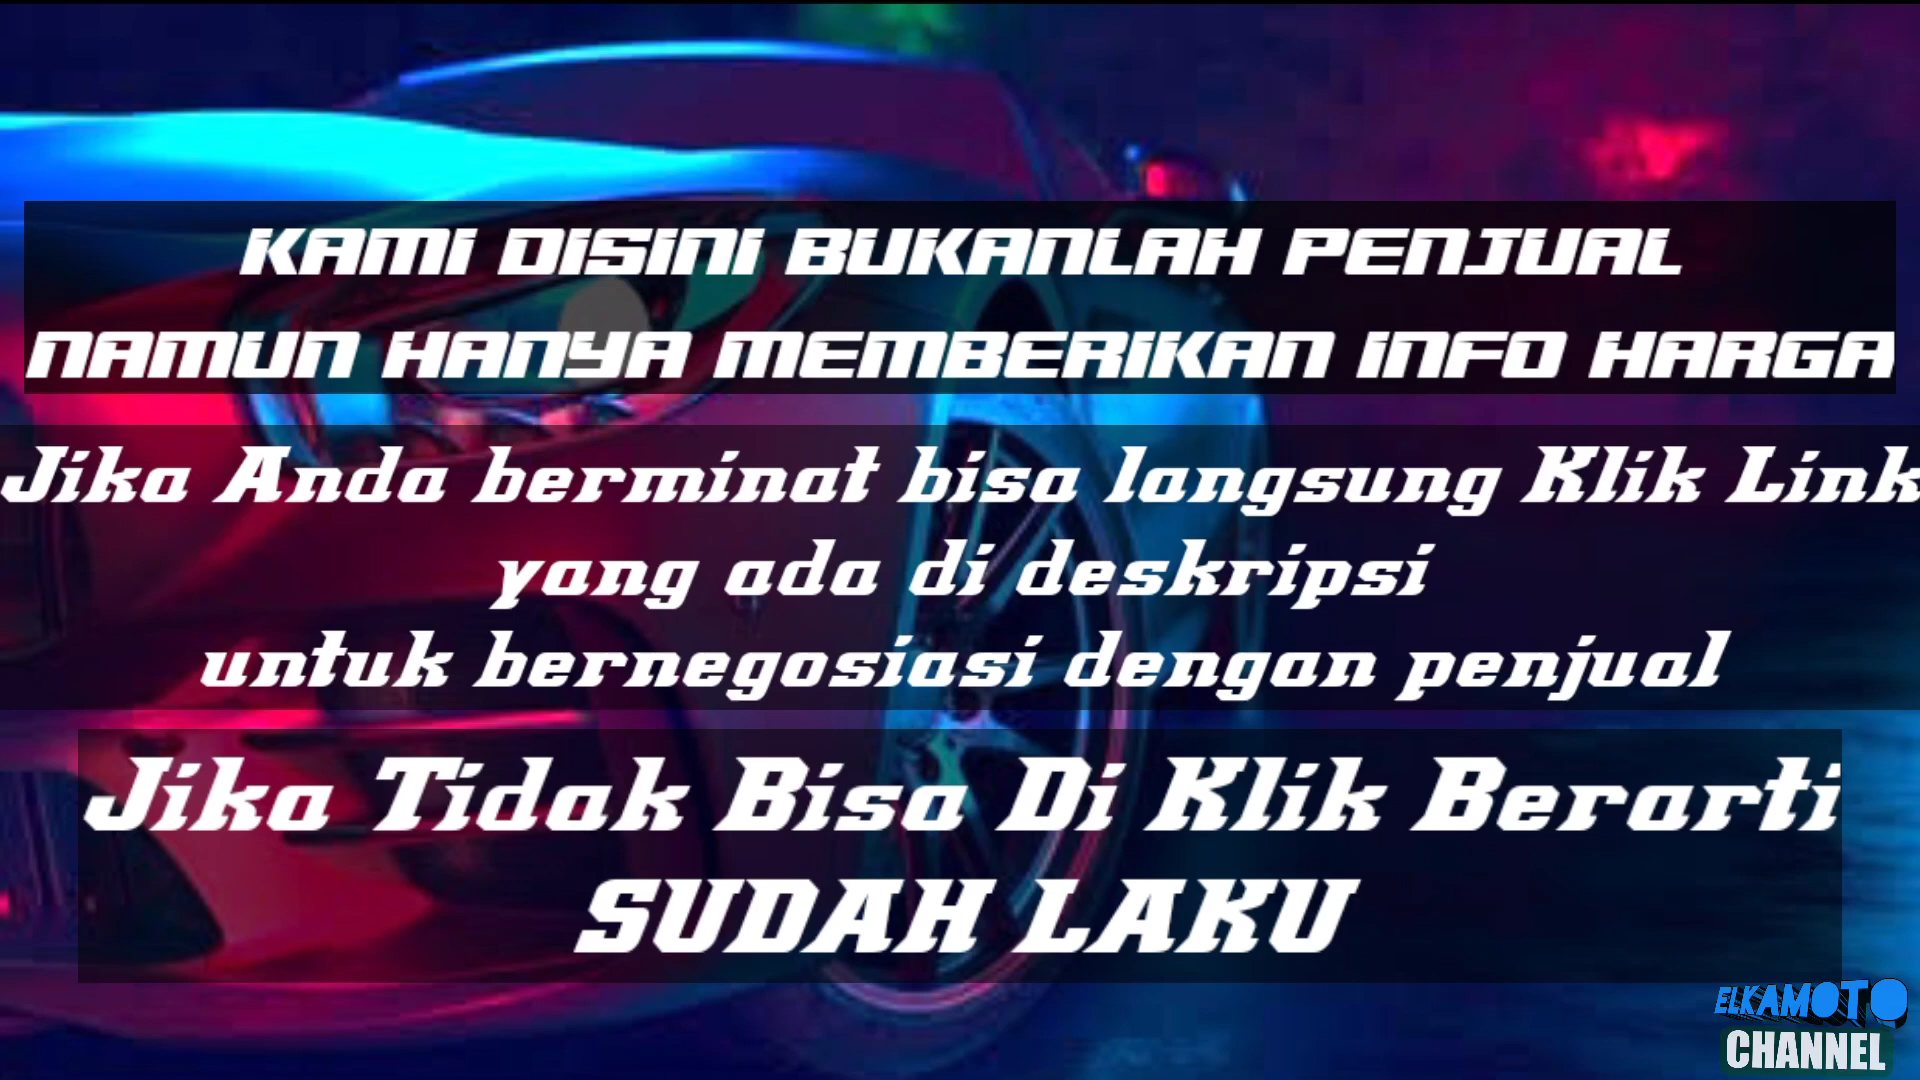 KAMI DISINI BUKANLAH PENJUAL
NAMUN HANYA MEMBERIKAN INFO HARGA
Jika Anda berminat bisa langsung Klik Link
yang ada di deskripsi
untuk bernegosiasi dengan penjual
Jika Tidak Bisa Di Klik Berarti
SUDAH LAKU
ELKAMOTO
CHANNEL